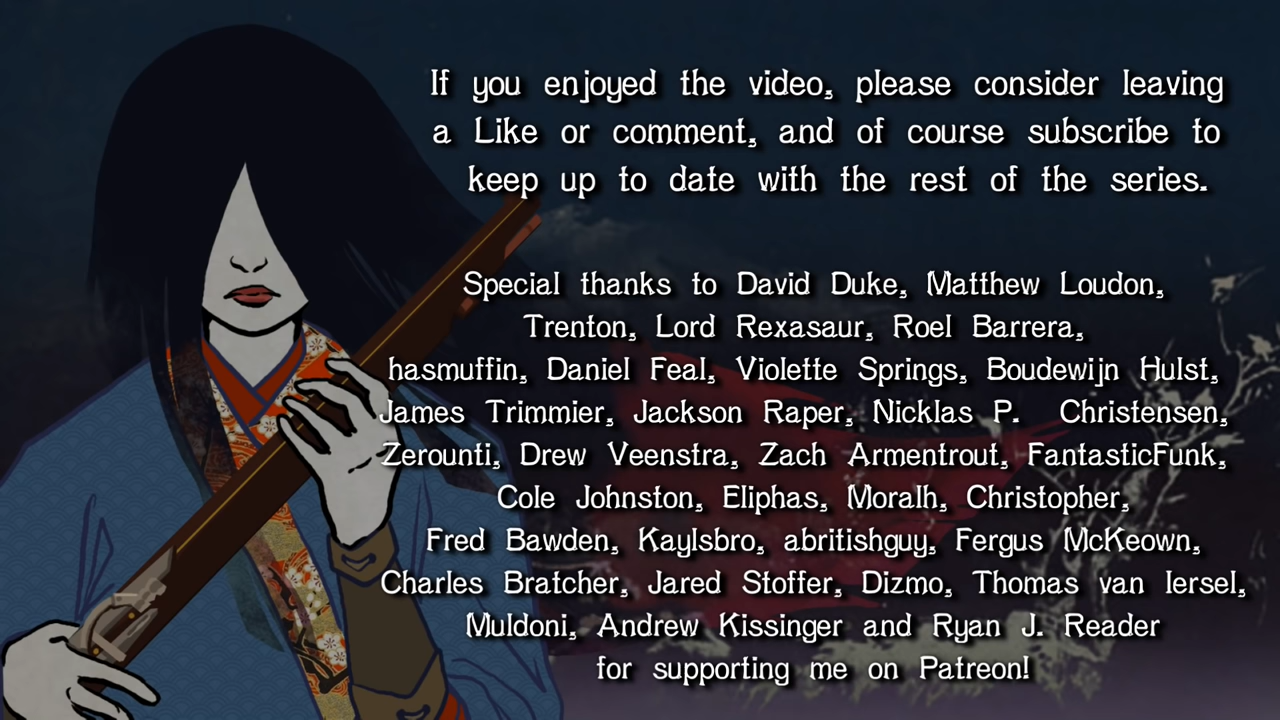 If you enjoyed the video, please consider leaving
a Like or comment, and of course subscribe to
keep up to date with the rest of the series.
Special thanks to David Duke, Matthew Loudon,
Trenton, Lord Rexasaur, Roel Barrera,
hasmuffin, Daniel Feal, Violette Springs, Boudewijn Hulst,
James Trimmier, Jackson Raper, Nicklas P. Christensen,
Zerounti, Drew Veenstra, Zach Armentrout, FantasticFunk,
Cole Johnston, Eliphas, Moralh, Christopher,
Fred Bawden, Kaylsbro, abritishguy, Fergus McKeown,
Charles Bratcher, Jared Stoffer, Dizmo, Thomas van Iersel,
Muldoni, Andrew Kissinger and Ryan J. Reader
for supporting me on Patreon!